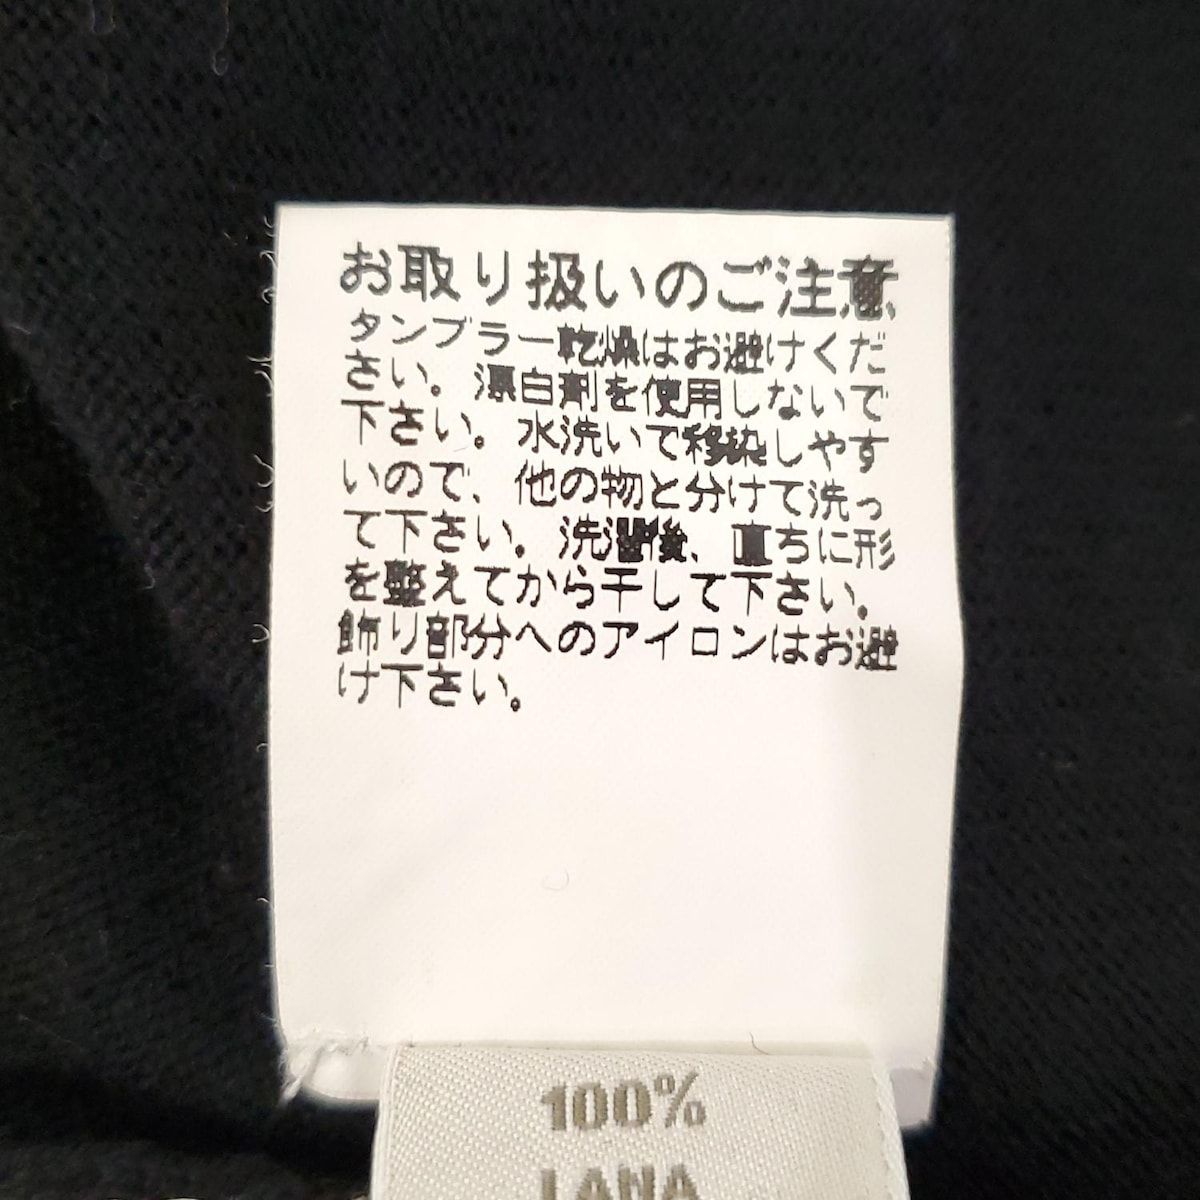 お取り扱いのご注意
タンブラー乾燥はお避けくだ
さい。漂白剤を使用しないで
下さい。水洗いで移染しやす
いので、他の物と分けて洗っ
て下さい。洗濯後、直ちに形
を整えてから干して下さい。
飾り部分へのアイロンはお避
け下さい。
100%
LANA